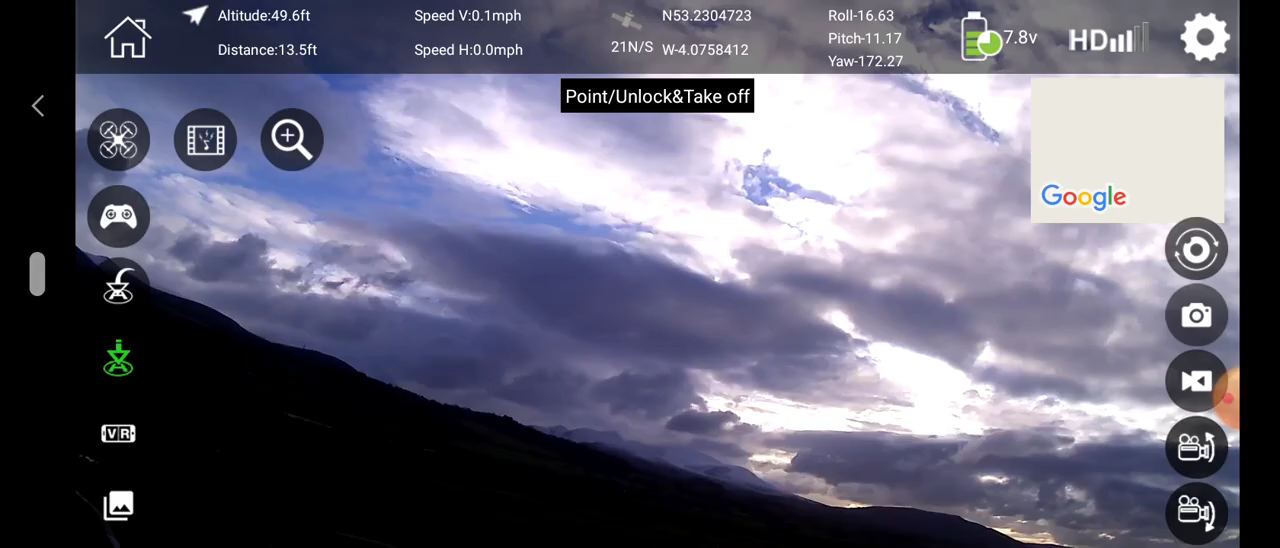 Altitude:49.6ft
Distance:13.5ft
Speed V:0.1mph
Speed H:0.0mph
21N/S
N53.2304723
W-4.0758412
Roll-16.63
Pitch-11.17
Yaw-172.27
7.8v
HD
Point/Unlock&Take off
Google
VR